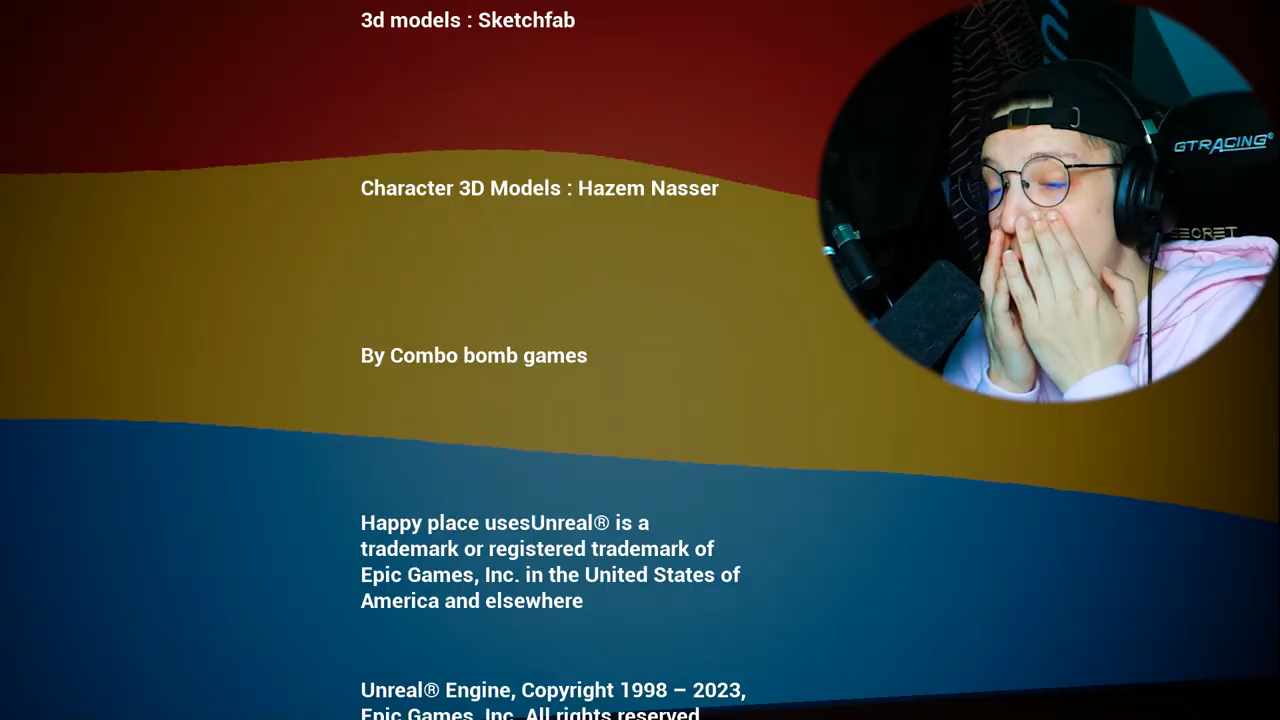 3d models : Sketchfab
Character 3D Models : Hazem Nasser
By Combo bomb games
Happy place usesUnreal® is a
trademark or registered trademark of
Epic Games, Inc. in the United States of
America and elsewhere
Unreal® Engine, Copyright 1998 – 2023,
Epic Games, Inc. All rights reserved
GTRACING®
SECRET